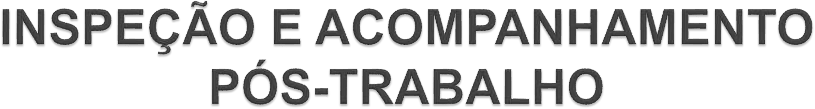 INSPEÇÃO E ACOMPANHAMENTO
PÓS-TRABALHO